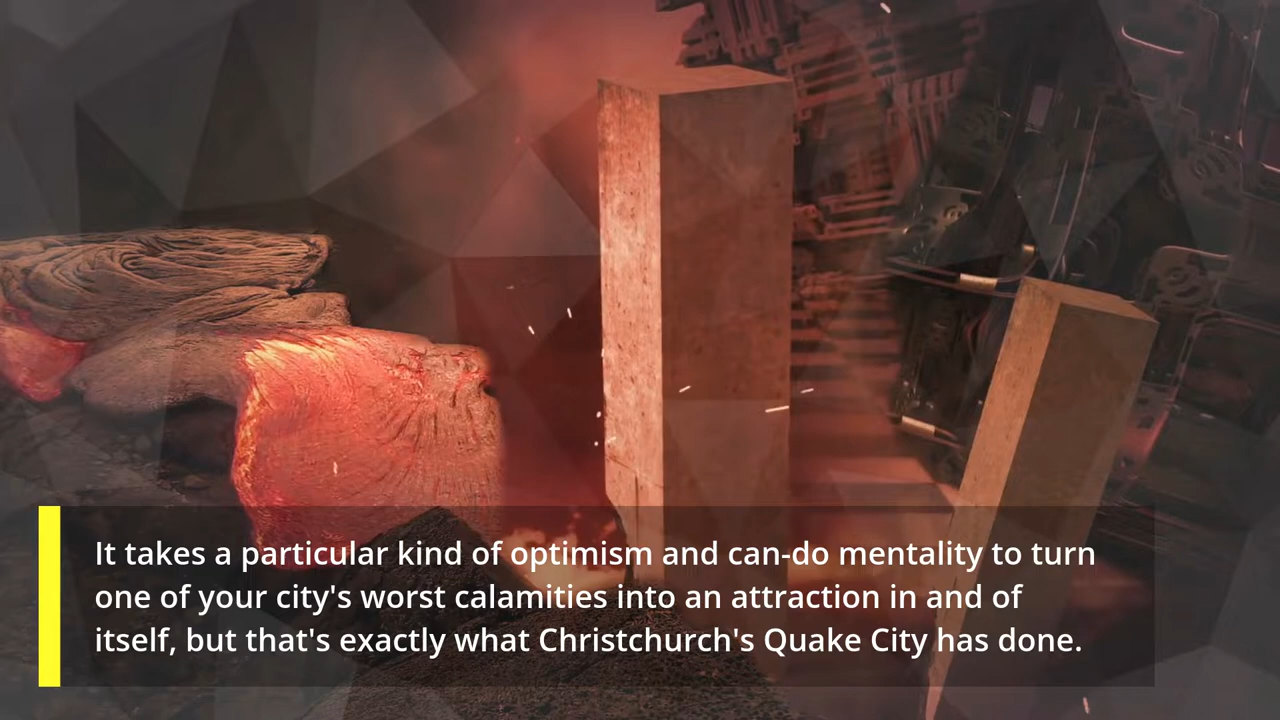 It takes a particular kind of optimism and can-do mentality to turn
one of your city's worst calamities into an attraction in and of
itself, but that's exactly what Christchurch's Quake City has done.